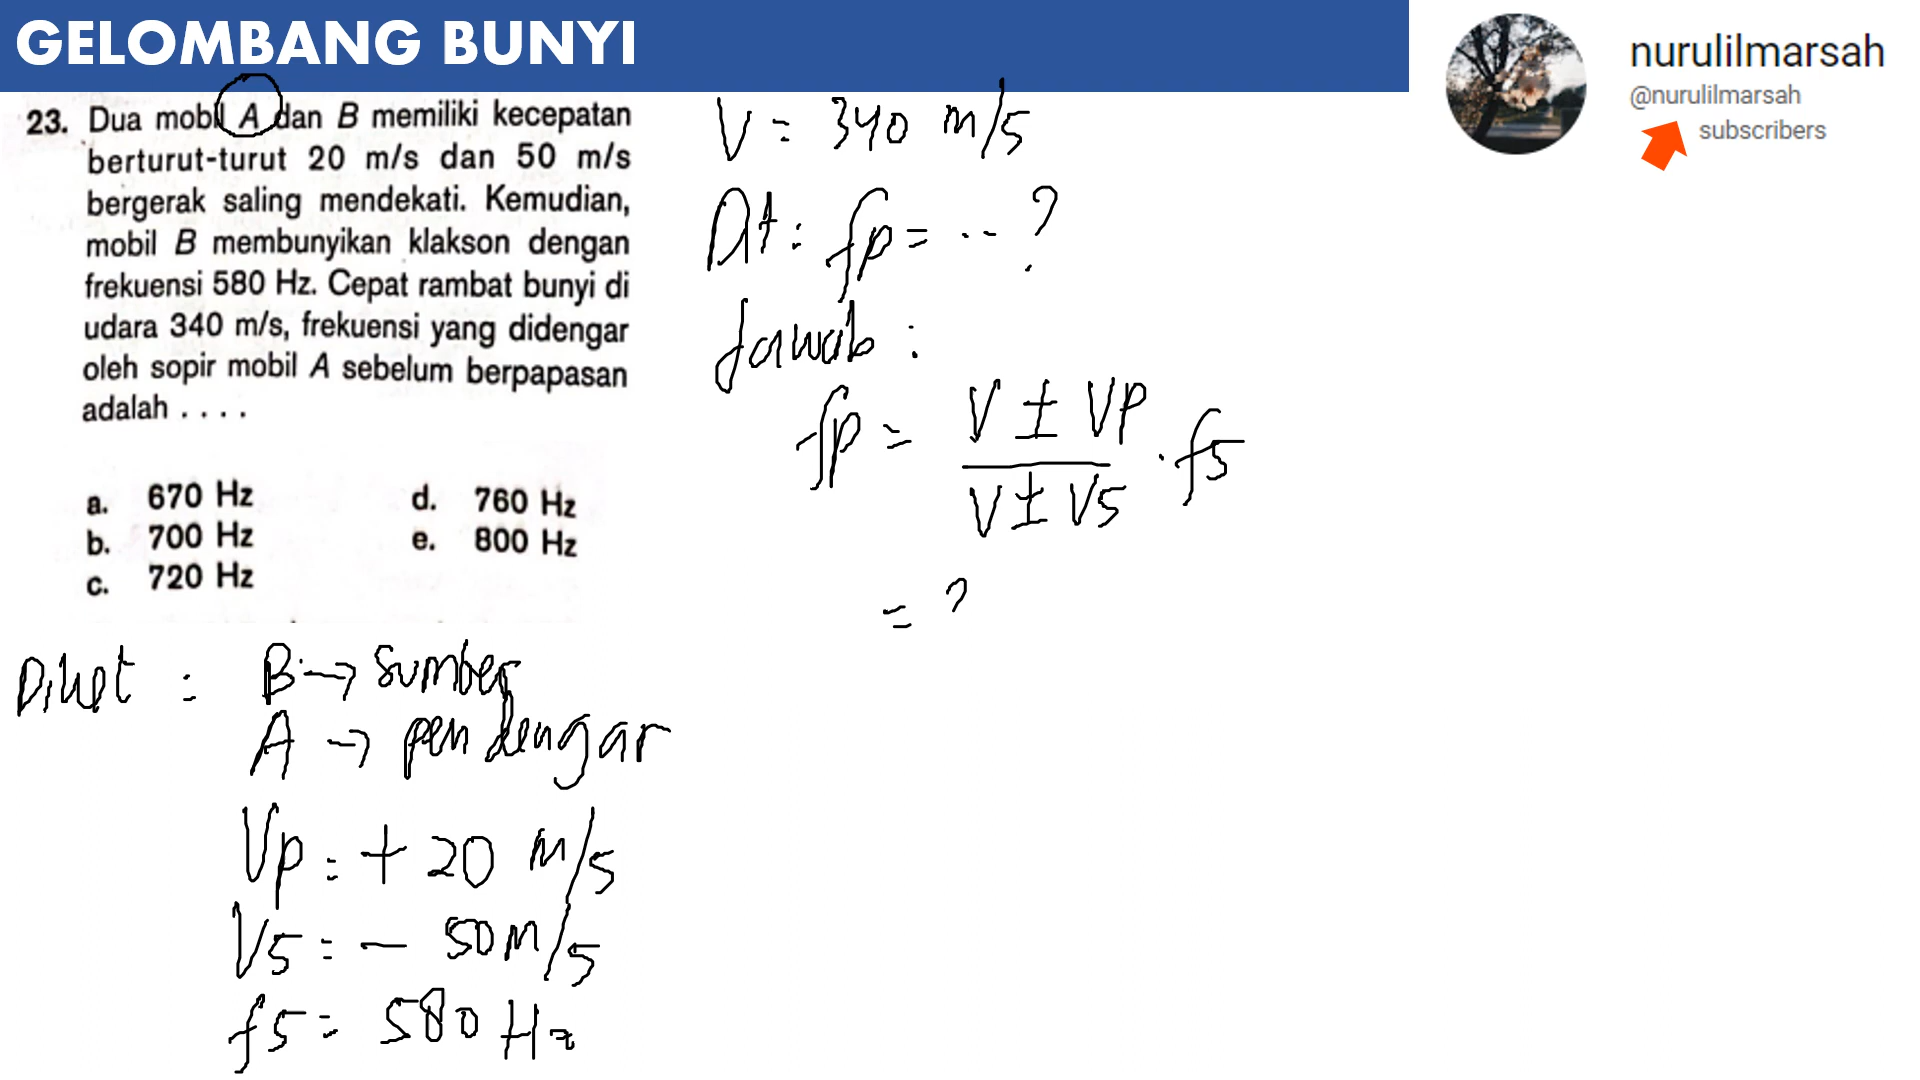 GELOMBANG BUNYI
nurulilmarsah
@nurulilmarsah
subscribers
23. Dua mobil A dan B memiliki kecepatan
berturut-turut 20 m/s dan 50 m/s
bergerak saling mendekati. Kemudian,
mobil B membunyikan klakson dengan
frekuensi 580 Hz. Cepat rambat bunyi di
udara 340 m/s, frekuensi yang didengar
oleh sopir mobil A sebelum berpapasan
adalah . . . .
a. 670 Hz
b. 700 Hz
c. 720 Hz
d. 760 Hz
e. 800 Hz
Diket : B → sumber
A → pendengar
Vp = + 20 m/s
Vs = - 50 m/s
fs = 580 Hz
V = 340 m/s
Dt : fp = ... ?
Jawab :
fp = V ± Vp / V ± Vs . fs
= ?